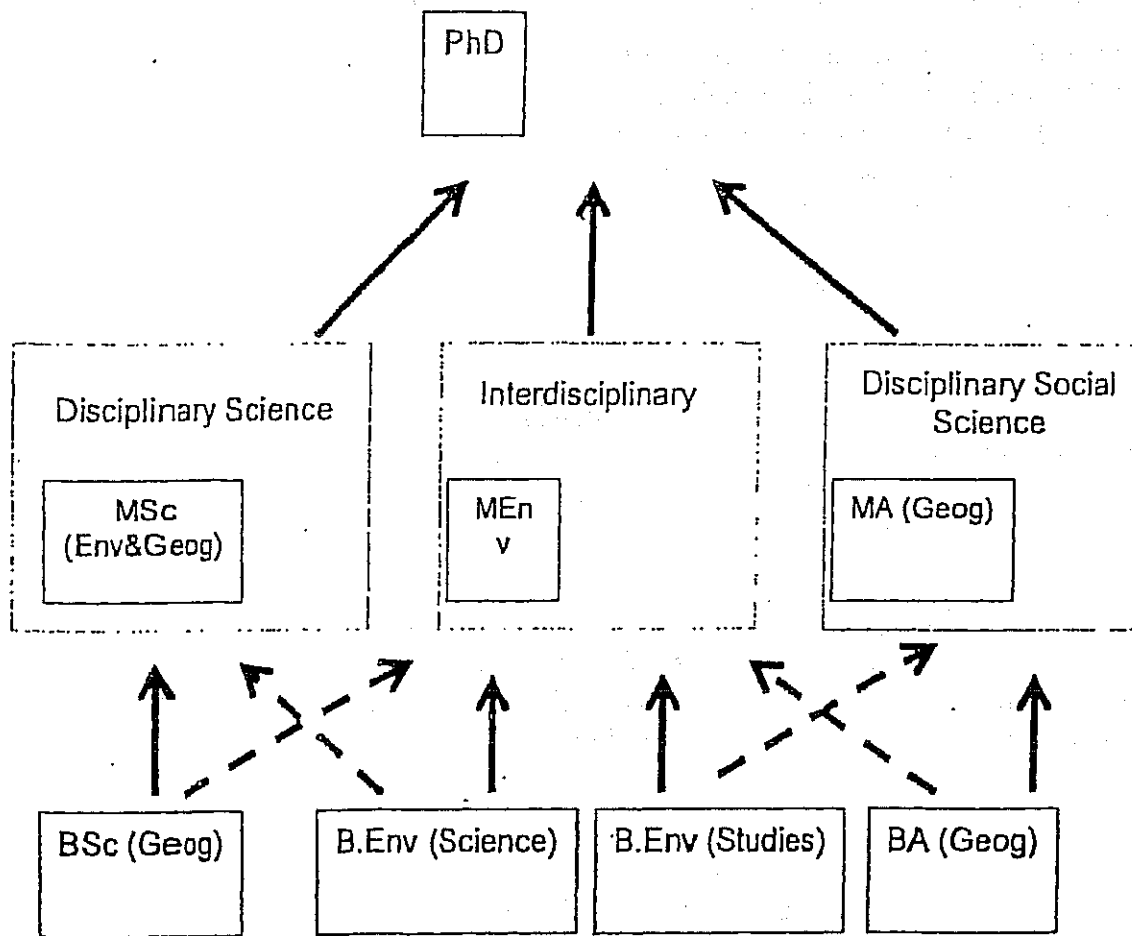 PhD
Disciplinary Science
Interdisciplinary
Disciplinary Social
Science
MSc
(Env&Geog)
MEn
v
MA (Geog)
BSc (Geog)
B.Env (Science)
B.Env (Studies)
BA (Geog)